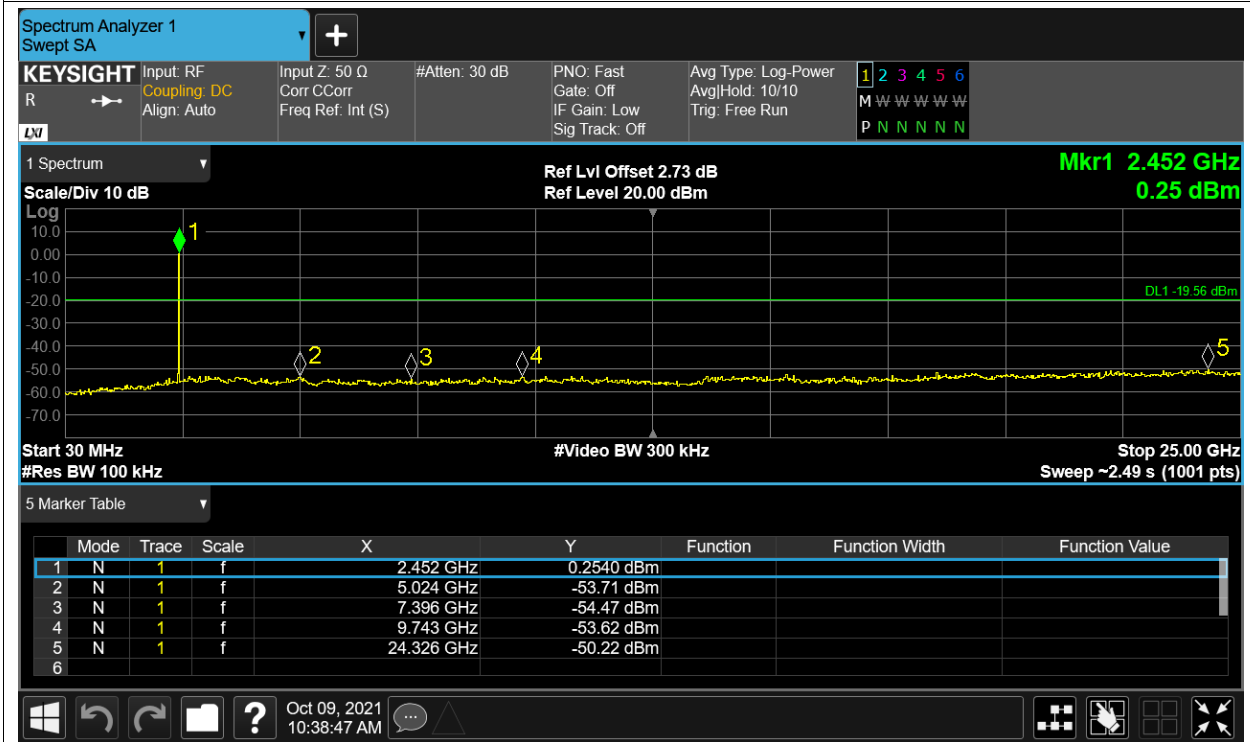 Spectrum Analyzer 1
Swept SA
+
KEYSIGHT Input: RF Input Z: 50 Ω #Atten: 30 dB PNO: Fast Avg Type: Log-Power 1 2 3 4 5 6
R Coupling: DC Corr CCorr Gate: Off Avg|Hold: 10/10 M W W W W W
Align: Auto Freq Ref: Int (S) IF Gain: Low Trig: Free Run
LXI Sig Track: Off P N N N N N
1 Spectrum Ref Lvl Offset 2.73 dB Mkr1 2.452 GHz
Scale/Div 10 dB Ref Level 20.00 dBm 0.25 dBm
Log
10.0 1
0.00
-10.0
DL1 -19.56 dBm
-20.0
-30.0
-40.0 2 3 4 5
-50.0
-60.0
-70.0
Start 30 MHz #Video BW 300 kHz Stop 25.00 GHz
#Res BW 100 kHz Sweep ~2.49 s (1001 pts)
5 Marker Table
Mode Trace Scale X Y Function Function Width Function Value
1 N 1 f 2.452 GHz 0.2540 dBm
2 N 1 f 5.024 GHz -53.71 dBm
3 N 1 f 7.396 GHz -54.47 dBm
4 N 1 f 9.743 GHz -53.62 dBm
5 N 1 f 24.326 GHz -50.22 dBm
6
? Oct 09, 2021
10:38:47 AM